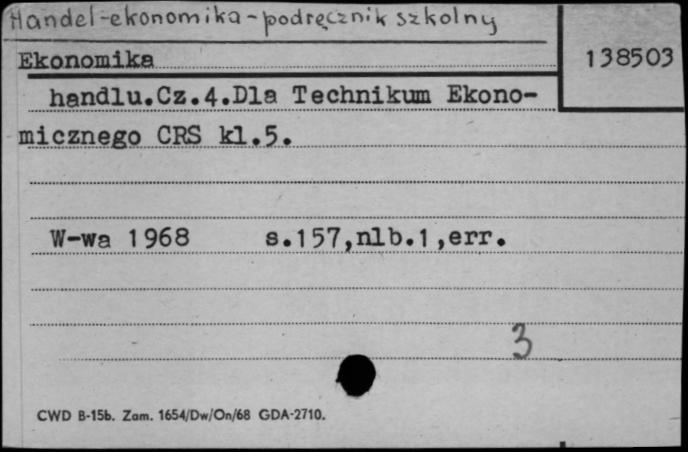 Handel-ekonomika-podręcznik szkolny
138503
Ekonomika
handlu.Cz.4.Dla Technikum Ekono-
micznego CRS kl.5.
W-wa 1968 s.157,nlb.1,err.
3
CWD B-15b. Zam. 1654/Dw/On/68 GDA-2710.